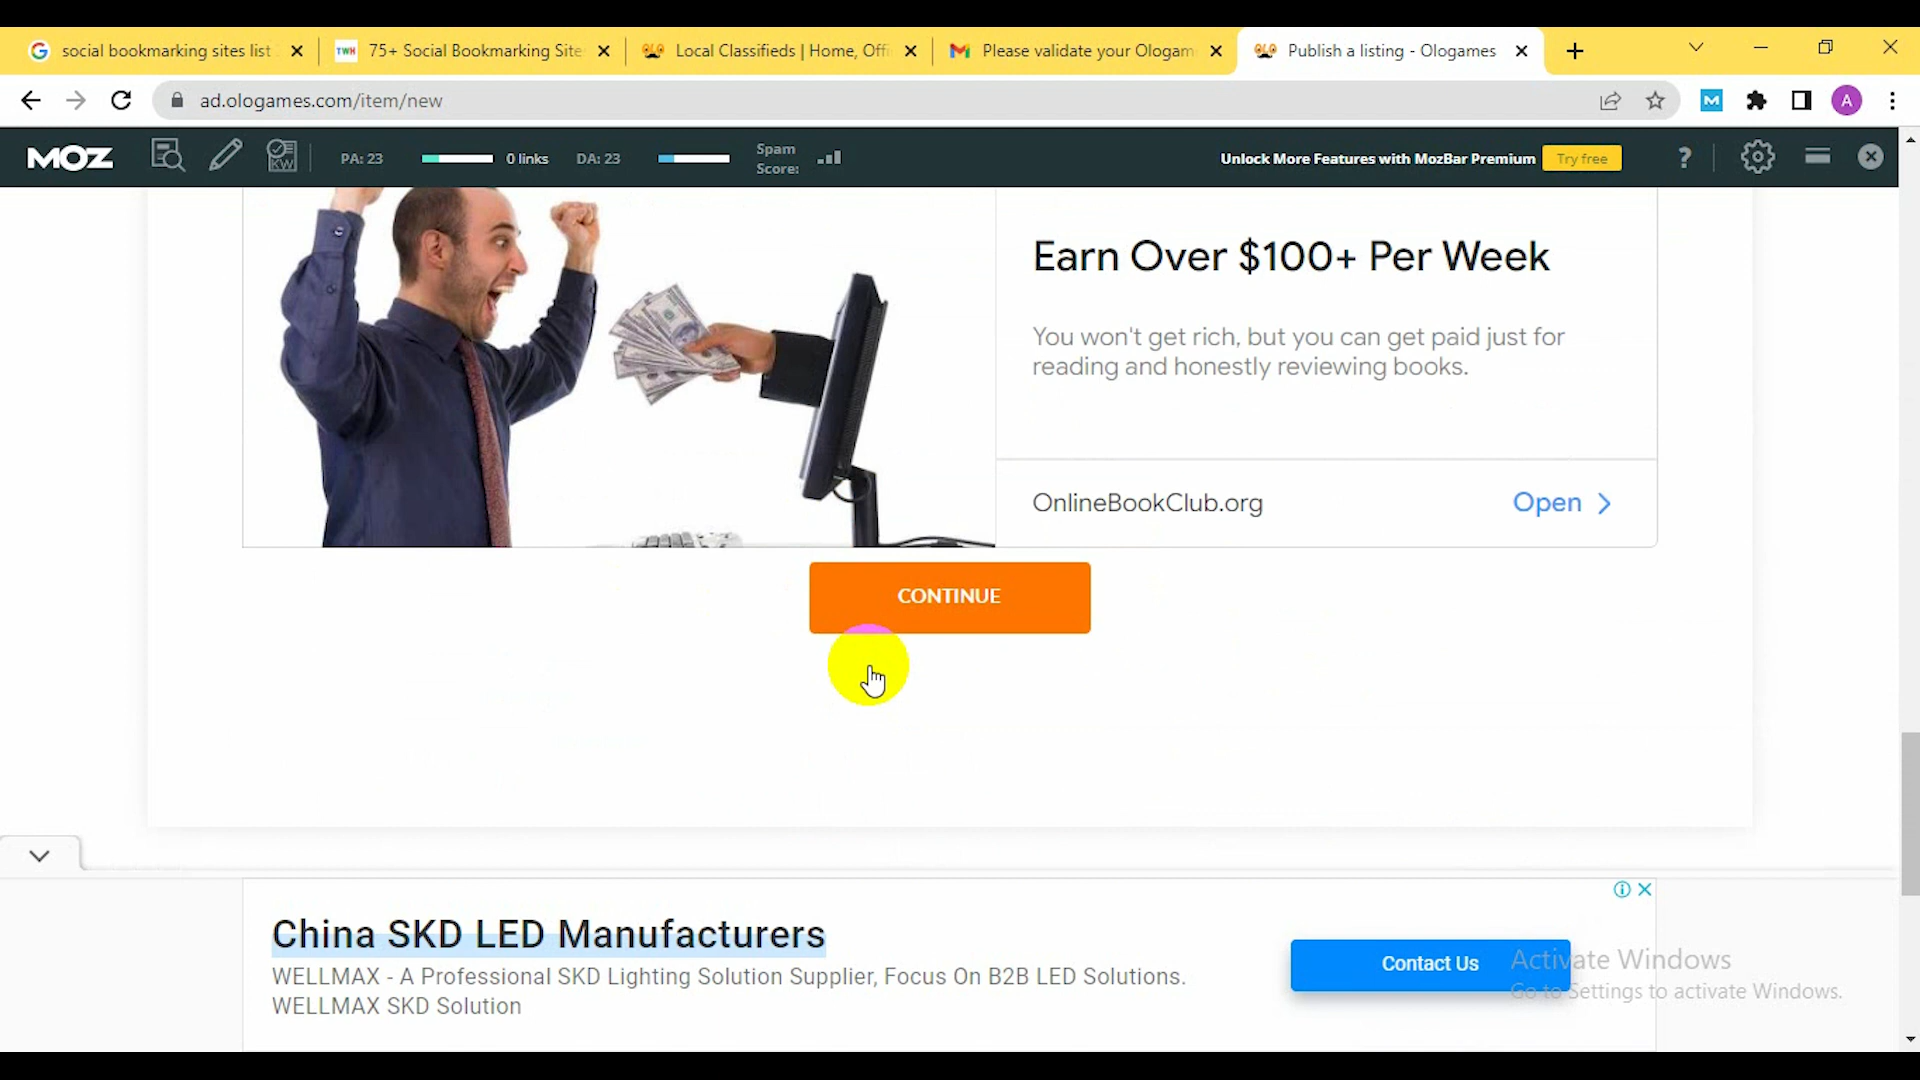 social bookmarking sites list
TWH 75+ Social Bookmarking Site
Local Classifieds | Home, Offi
Please validate your Ologam
Publish a listing - Ologames
ad.ologames.com/item/new
M
A
MOZ
KW
PA: 23
0 links
DA: 23
Spam
Score:
Unlock More Features with MozBar Premium
Try free
?
Earn Over $100+ Per Week
You won't get rich, but you can get paid just for
reading and honestly reviewing books.
OnlineBookClub.org
Open
CONTINUE
China SKD LED Manufacturers
WELLMAX - A Professional SKD Lighting Solution Supplier, Focus On B2B LED Solutions.
WELLMAX SKD Solution
Contact Us
Activate Windows
Go to Settings to activate Windows.